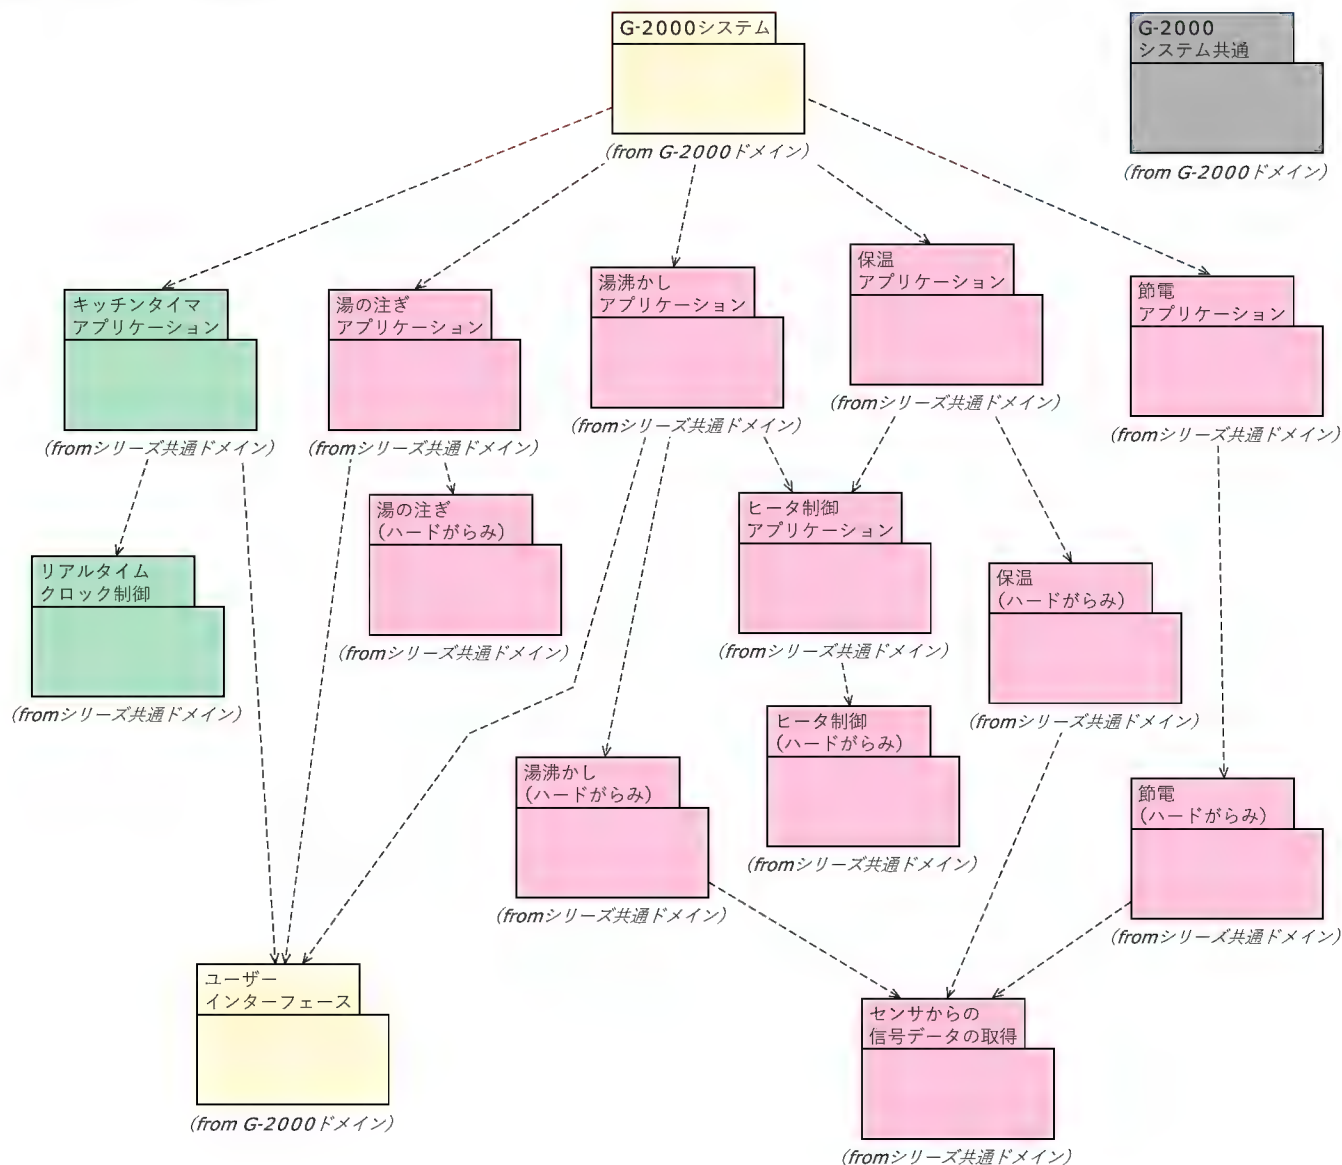 G-2000システム
(from G-2000ドメイン)
G-2000
システム共通
(from G-2000ドメイン)
キッチンタイマ
アプリケーション
(fromシリーズ共通ドメイン)
湯の注ぎ
アプリケーション
(fromシリーズ共通ドメイン)
湯沸かし
アプリケーション
(fromシリーズ共通ドメイン)
保温
アプリケーション
(fromシリーズ共通ドメイン)
節電
アプリケーション
(fromシリーズ共通ドメイン)
リアルタイム
クロック制御
(fromシリーズ共通ドメイン)
湯の注ぎ
(ハードがらみ)
(fromシリーズ共通ドメイン)
ヒータ制御
アプリケーション
(fromシリーズ共通ドメイン)
保温
(ハードがらみ)
(fromシリーズ共通ドメイン)
湯沸かし
(ハードがらみ)
(fromシリーズ共通ドメイン)
ヒータ制御
(ハードがらみ)
(fromシリーズ共通ドメイン)
節電
(ハードがらみ)
(fromシリーズ共通ドメイン)
ユーザー
インターフェース
(from G-2000ドメイン)
センサからの
信号データの取得
(fromシリーズ共通ドメイン)